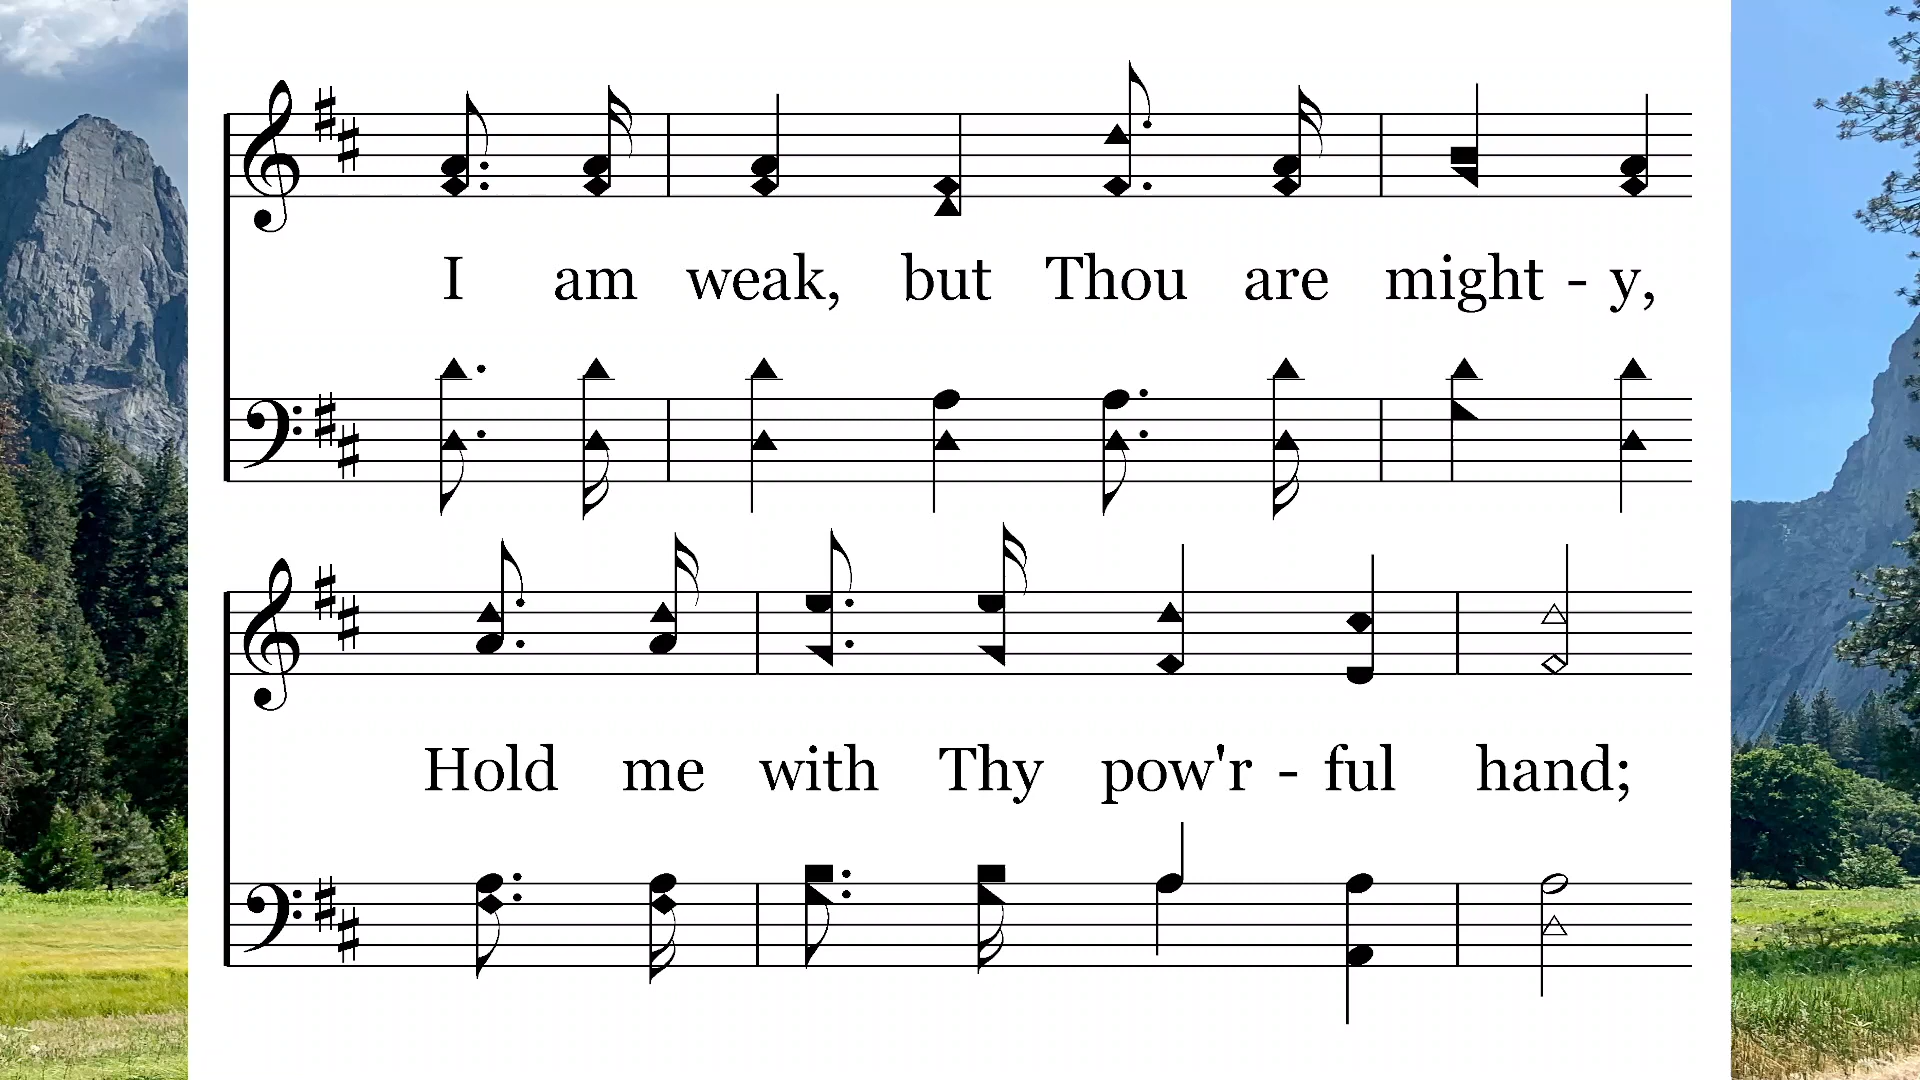 I am weak, but Thou are might - y,
Hold me with Thy pow'r - ful hand;